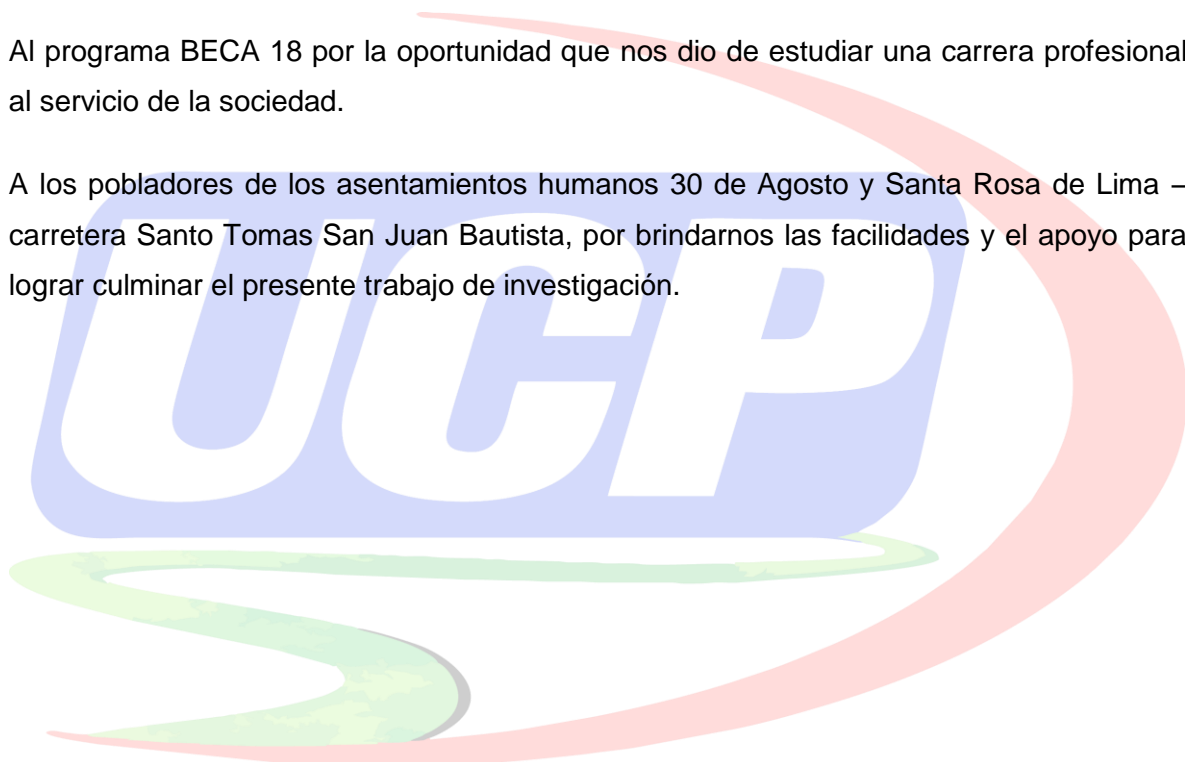 Al programa BECA 18 por la oportunidad que nos dio de estudiar una carrera profesional
al servicio de la sociedad.
A los pobladores de los asentamientos humanos 30 de Agosto y Santa Rosa de Lima –
carretera Santo Tomas San Juan Bautista, por brindarnos las facilidades y el apoyo para
lograr culminar el presente trabajo de investigación.
UCP